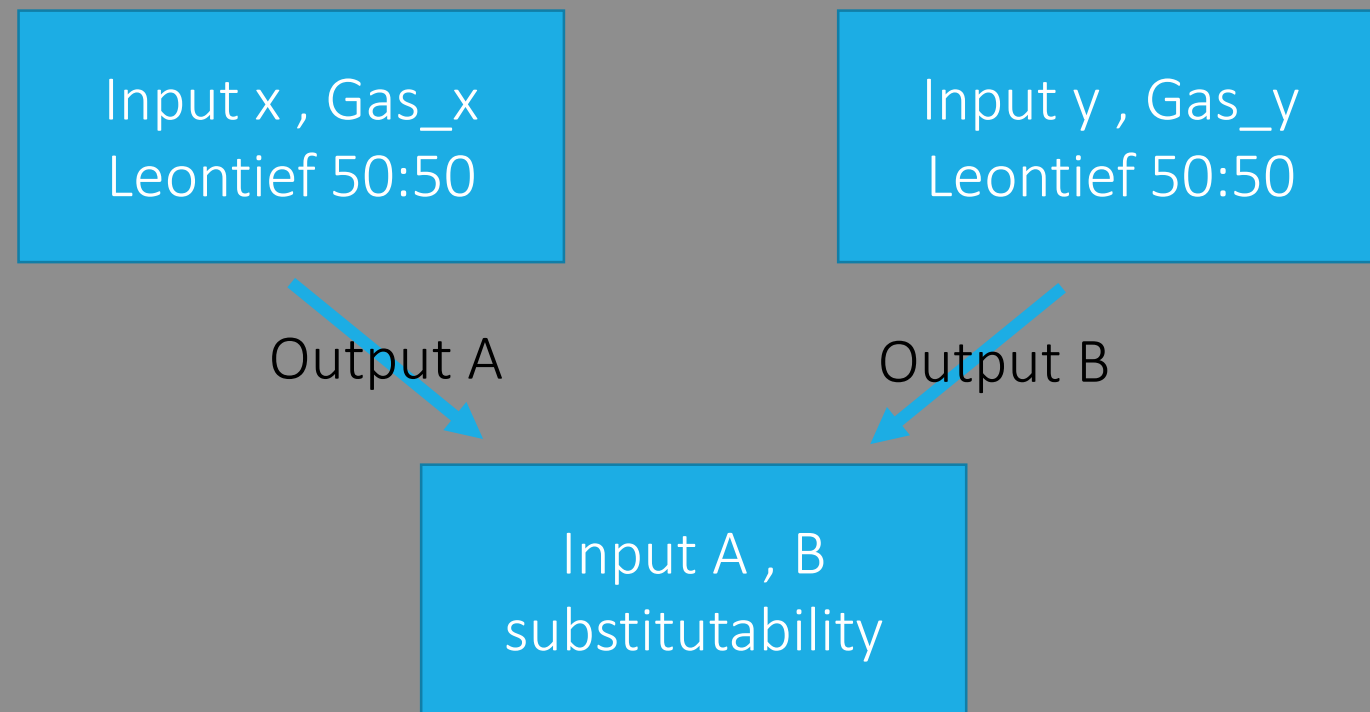 Input x , Gas_x
Leontief 50:50
Input y , Gas_y
Leontief 50:50
Output A
Output B
Input A , B
substitutability